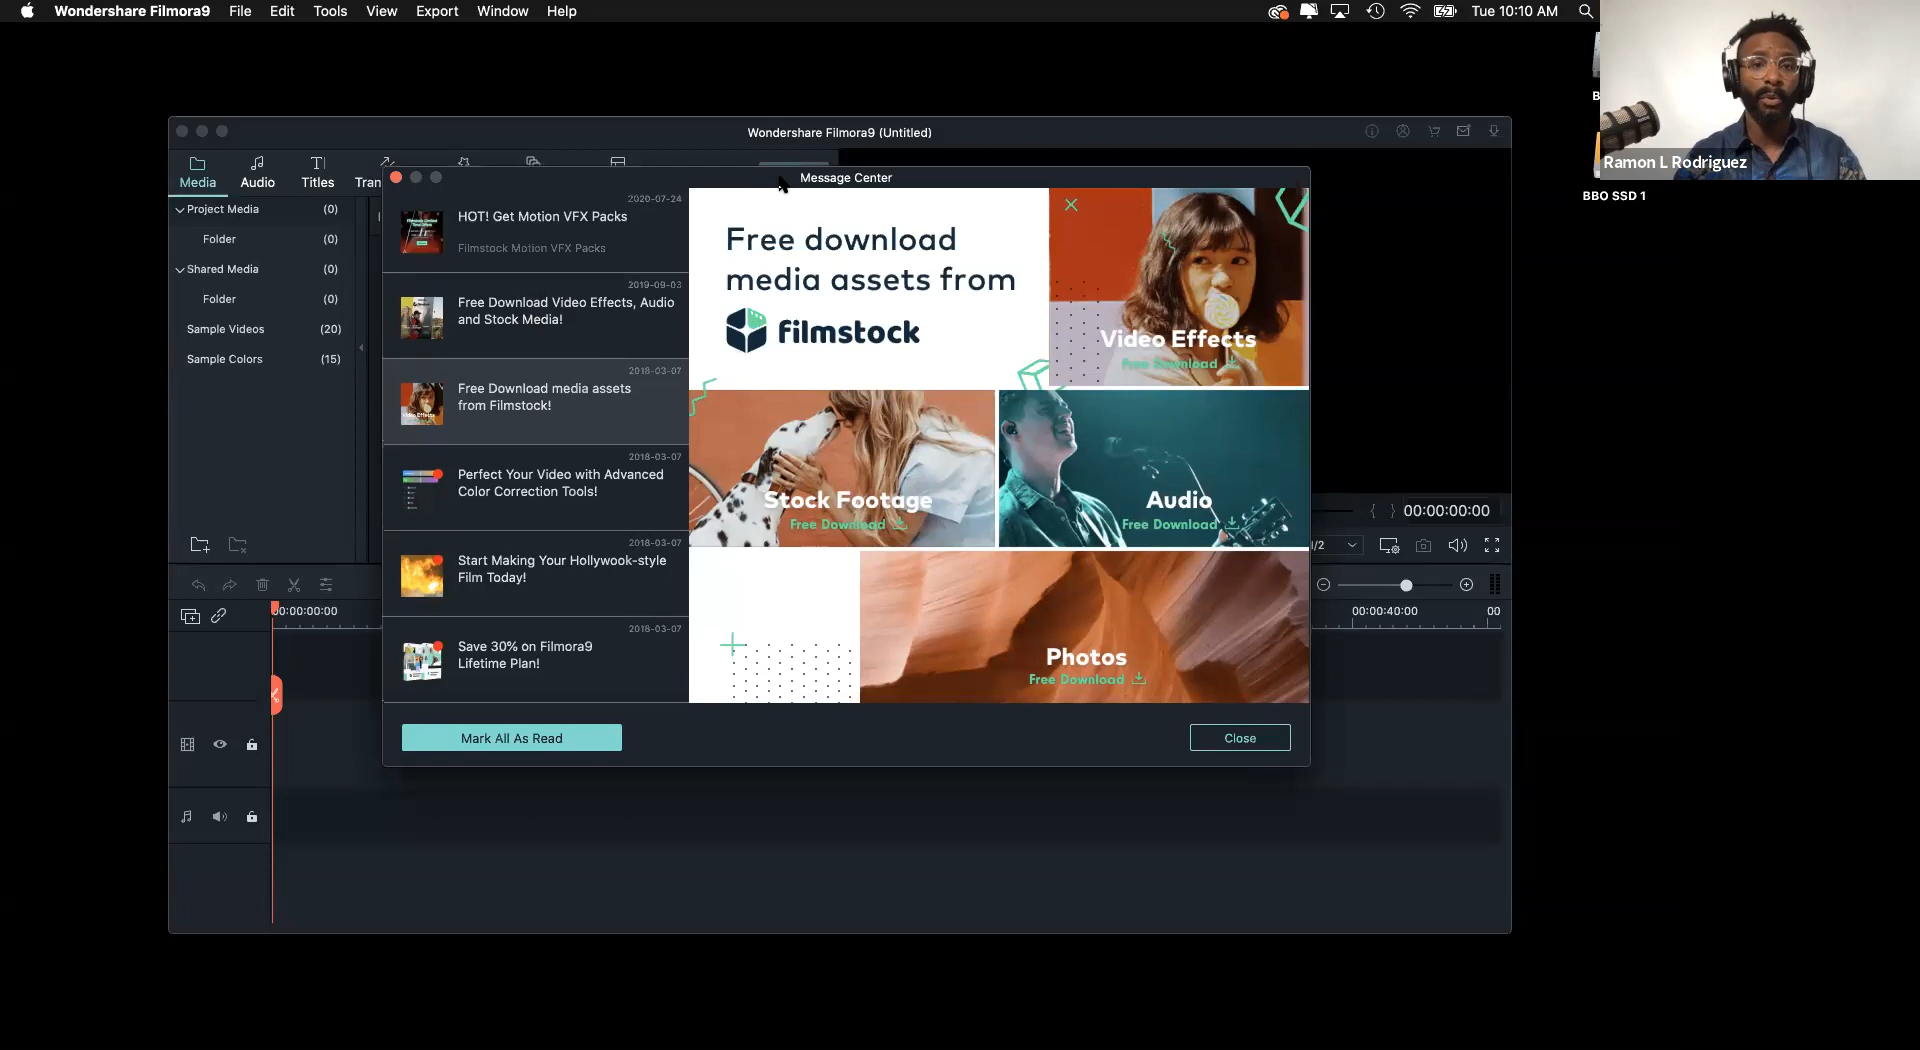 Wondershare Filmora9 File Edit Tools View Export Window Help
Tue 10:10 AM
Ramon L Rodriguez
BBO SSD 1
Wondershare Filmora9 (Untitled)
Media Audio Titles Tran
Project Media (0)
Folder (0)
Shared Media (0)
Folder (0)
Sample Videos (20)
Sample Colors (15)
Message Center
2020-07-24
HOT! Get Motion VFX Packs
Filmstock Motion VFX Packs
2019-09-03
Free Download Video Effects, Audio
and Stock Media!
2018-03-07
Free Download media assets
from Filmstock!
2018-03-07
Perfect Your Video with Advanced
Color Correction Tools!
2018-03-07
Start Making Your Hollywook-style
Film Today!
2018-03-07
Save 30% on Filmora9
Lifetime Plan!
Free download
media assets from
filmstock
Video Effects
Free Download
Stock Footage
Free Download
Audio
Free Download
Photos
Free Download
Mark All As Read
Close
{ } 00:00:00:00
1/2
00:00:00:00
00:00:40:00
00